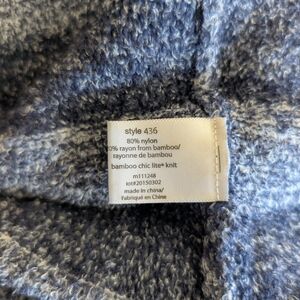 style 436
80% nylon
0% rayon from bamboo/
rayonne de bambou
bamboo chic lite® knit
m111248
lot#20150302
made in china/
Fabriqué en Chine